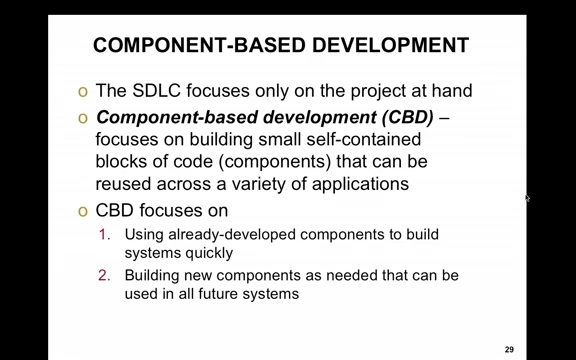 COMPONENT-BASED DEVELOPMENT
o The SDLC focuses only on the project at hand
o Component-based development (CBD) –
focuses on building small self-contained
blocks of code (components) that can be
reused across a variety of applications
o CBD focuses on
1. Using already-developed components to build
systems quickly
2. Building new components as needed that can be
used in all future systems
29